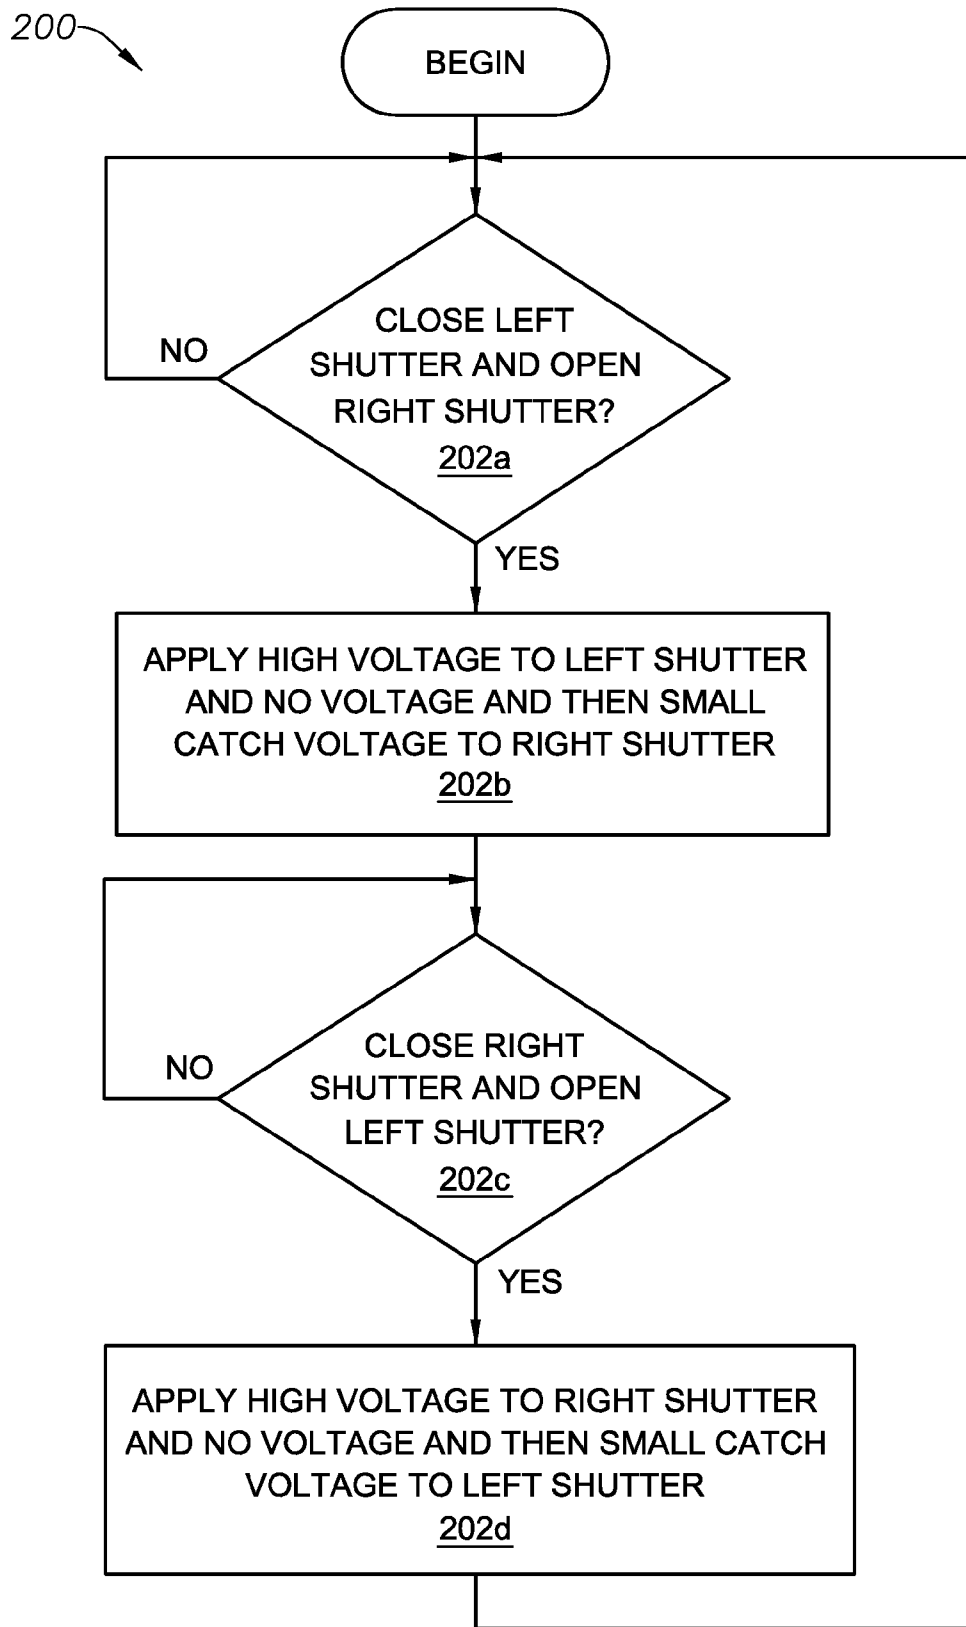 200
BEGIN
CLOSE LEFT
SHUTTER AND OPEN
RIGHT SHUTTER?
202a
NO
YES
APPLY HIGH VOLTAGE TO LEFT SHUTTER
AND NO VOLTAGE AND THEN SMALL
CATCH VOLTAGE TO RIGHT SHUTTER
202b
CLOSE RIGHT
SHUTTER AND OPEN
LEFT SHUTTER?
202c
NO
YES
APPLY HIGH VOLTAGE TO RIGHT SHUTTER
AND NO VOLTAGE AND THEN SMALL CATCH
VOLTAGE TO LEFT SHUTTER
202d